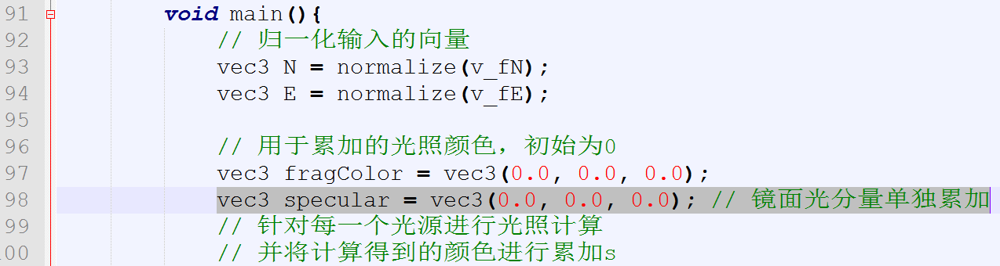 91 void main(){
92 // 归一化输入的向量
93 vec3 N = normalize(v_fN);
94 vec3 E = normalize(v_fE);
95
96 // 用于累加的光照颜色，初始为0
97 vec3 fragColor = vec3(0.0, 0.0, 0.0);
98 vec3 specular = vec3(0.0, 0.0, 0.0); // 镜面光分量单独累加
99 // 针对每一个光源进行光照计算
100 // 并将计算得到的颜色进行累加s